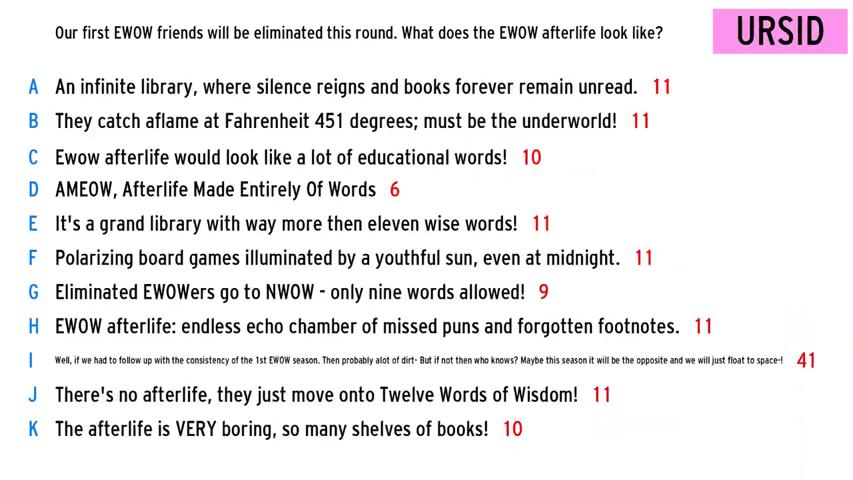 Our first EWOW friends will be eliminated this round. What does the EWOW afterlife look like?
URSID
A An infinite library, where silence reigns and books forever remain unread. 11
B They catch aflame at Fahrenheit 451 degrees; must be the underworld! 11
C Ewow afterlife would look like a lot of educational words! 10
D AMEOW, Afterlife Made Entirely Of Words 6
E It's a grand library with way more then eleven wise words! 11
F Polarizing board games illuminated by a youthful sun, even at midnight. 11
G Eliminated EWOWers go to NWOW - only nine words allowed! 9
H EWOW afterlife: endless echo chamber of missed puns and forgotten footnotes. 11
I Well, if we had to follow up with the consistency of the 1st EWOW season. Then probably alot of dirt- But if not then who knows? Maybe this season it will be the opposite and we will just float to space-! 41
J There's no afterlife, they just move onto Twelve Words of Wisdom! 11
K The afterlife is VERY boring, so many shelves of books! 10